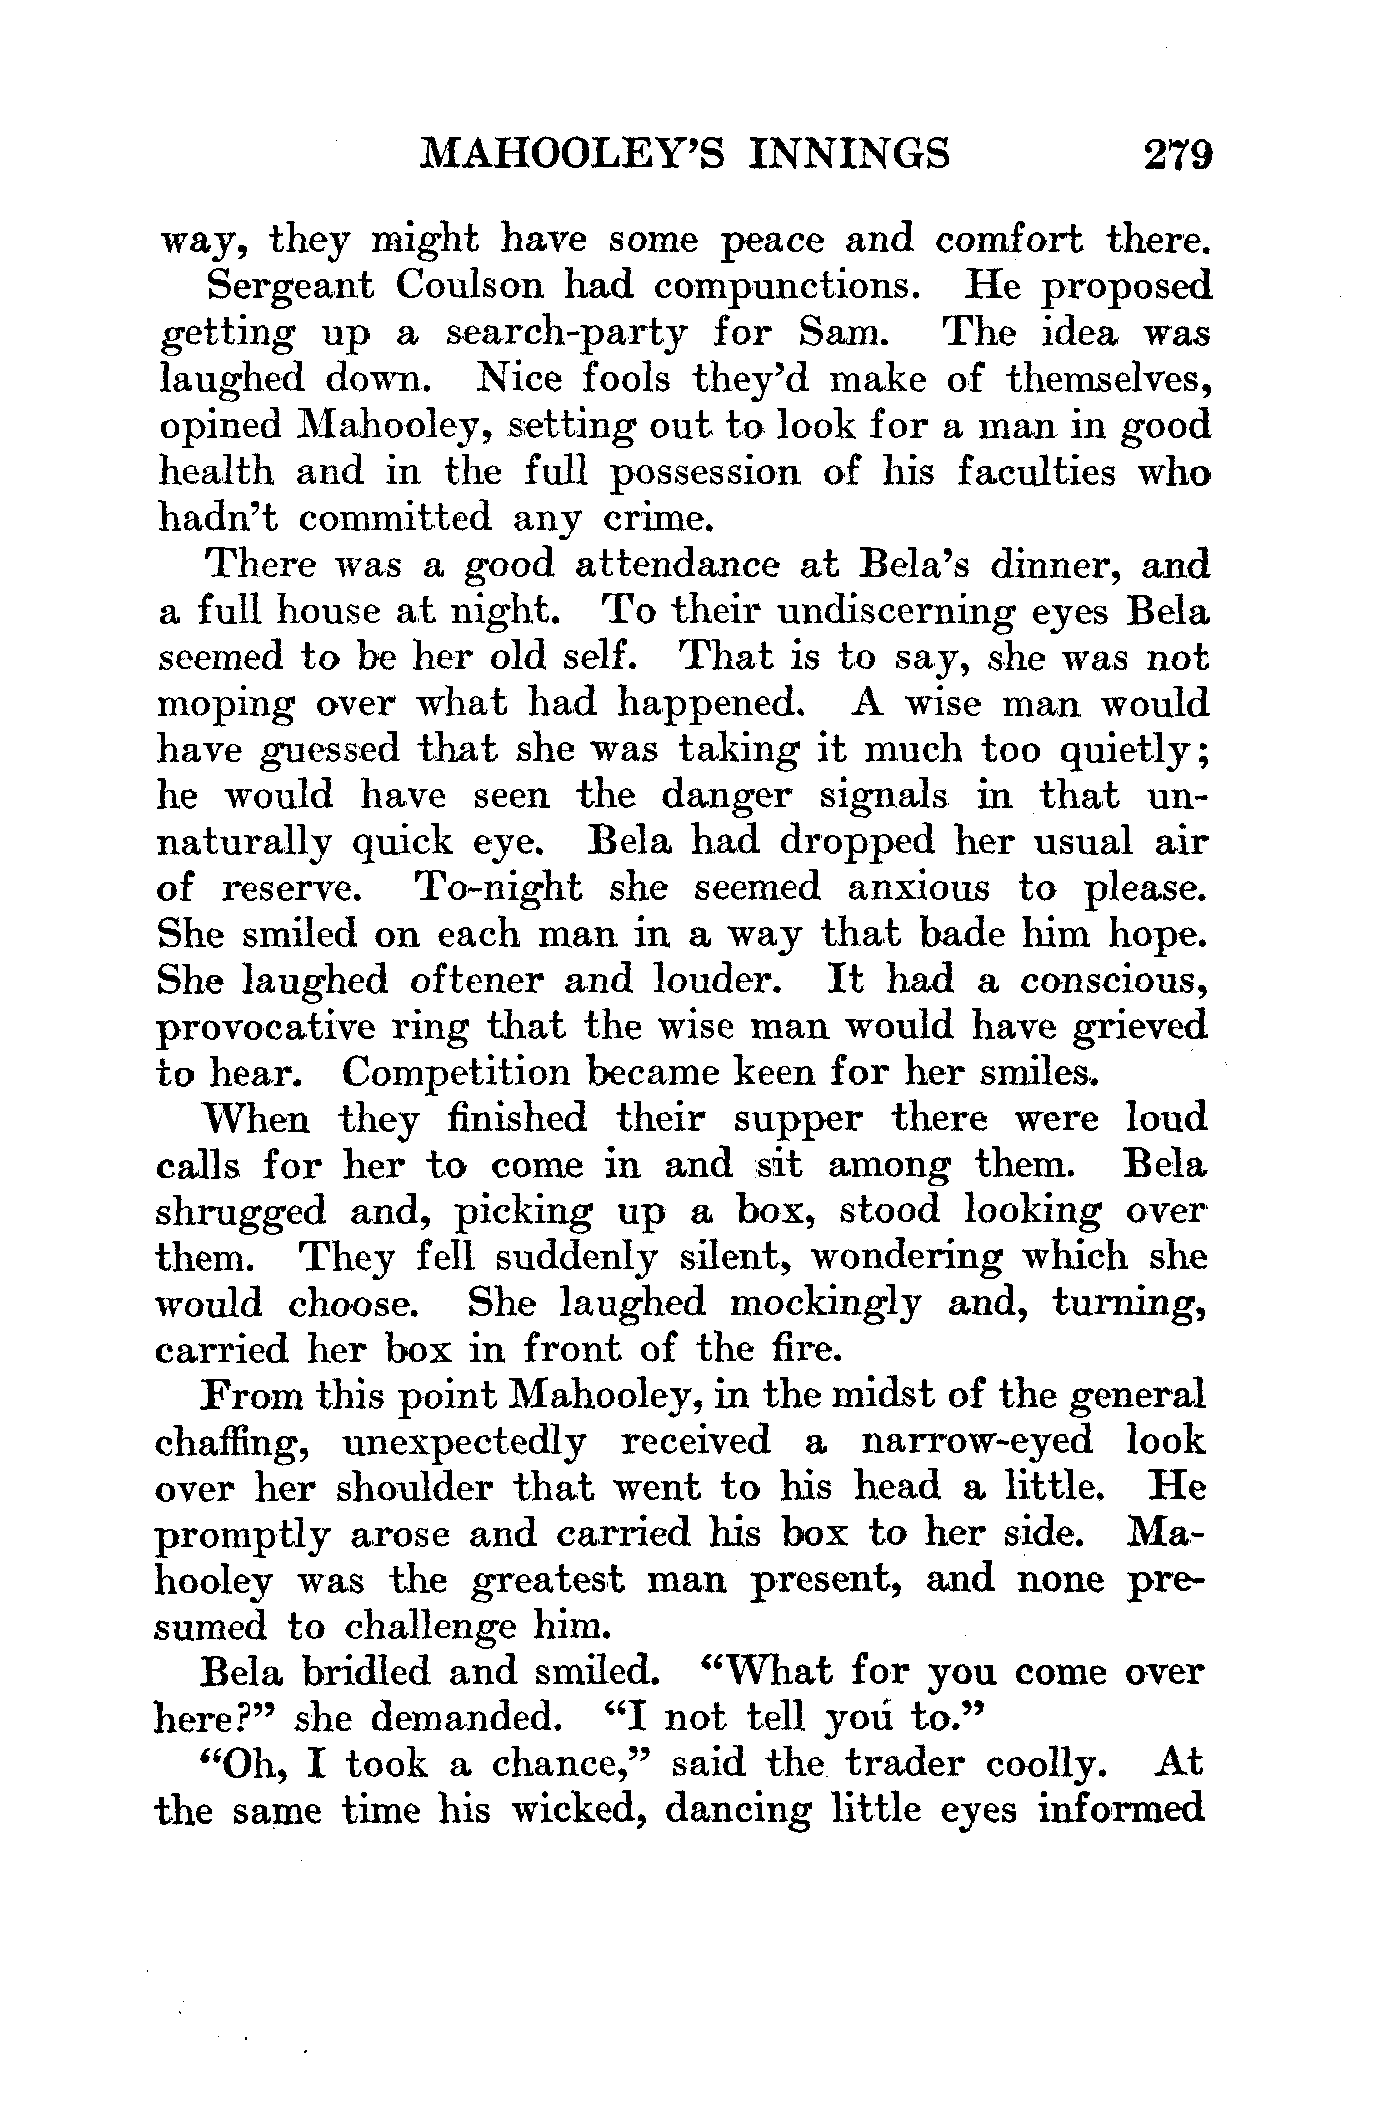 MAHOOLEY'S INNINGS 279
way, they might have some peace and comfort there.
Sergeant Coulson had compunctions. He proposed
getting up a search-party for Sam. The idea was
laughed down. Nice fools they'd make of themselves,
opined Mahooley, setting out to look for a man in good
health and in the full possession of his faculties who
hadn't committed any crime.
There was a good attendance at Bela's dinner, and
a full house at night. To their undiscerning eyes Bela
seemed to be her old self. That is to say, she was not
moping over what had happened. A wise man would
have guessed that she was taking it much too quietly;
he would have seen the danger signals in that un-
naturally quick eye. Bela had dropped her usual air
of reserve. To-night she seemed anxious to please.
She smiled on each man in a way that bade him hope.
She laughed oftener and louder. It had a conscious,
provocative ring that the wise man would have grieved
to hear. Competition became keen for her smiles.
When they finished their supper there were loud
calls for her to come in and sit among them. Bela
shrugged and, picking up a box, stood looking over
them. They fell suddenly silent, wondering which she
would choose. She laughed mockingly and, turning,
carried her box in front of the fire.
From this point Mahooley, in the midst of the general
chaffing, unexpectedly received a narrow-eyed look
over her shoulder that went to his head a little. He
promptly arose and carried his box to her side. Ma-
hooley was the greatest man present, and none pre-
sumed to challenge him.
Bela bridled and smiled. "What for you come over
here?" she demanded. "I not tell you to."
"Oh, I took a chance," said the trader coolly. At
the same time his wicked, dancing little eyes informed